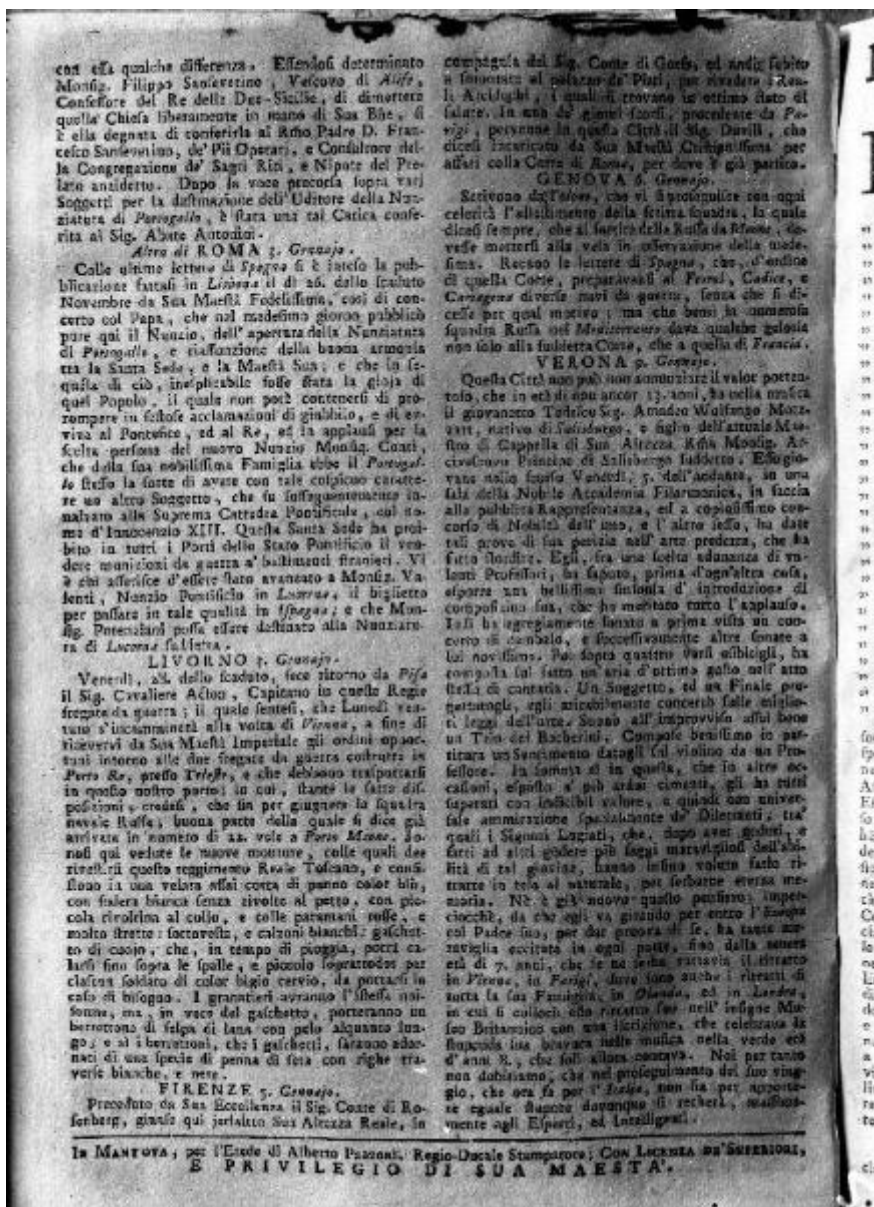 con essa qualche differenza. Essendosi determinato
Monsig. Filippo Sanseverino, Vescovo di Alife,
Confessore del Re delle Due-Sicilie, di dimettere
quella Chiesa liberamente in mano di Sua Bñe, si
è ella degnata di conferirla al Rm̃o Padre D. Fran-
cesco Sanseverino, de' Pii Operarj, e Consultore del-
la Congregazione de' Sagri Riti, e Nipote del Pre-
lato anzidetto. Dopo la voce precorsa sopra varj
Soggetti per la destinazione dell'Uditore della Nun-
ziatura di Portogallo, è stata una tal Carica confe-
rita al Sig. Abate Antonini.
Altra di ROMA 3. Gennajo.
Colle ultime lettere di Spagna si è inteso la pub-
blicazione fattasi in Lisbona il dì 26. dello scaduto
Novembre da Sua Maestà Fedelissima, così di con-
certo col Papa, che nel medesimo giorno pubblicò
pure qui il Nunzio, dell'apertura della Nunziatura
di Portogallo, e riassunzione della buona armonia
tra la Santa Sede, e la Maestà Sua; e che in se-
quela di ciò, inesplicabile fosse stata la gioja di
quel Popolo, il quale non potè contenersi di pro-
rompere in festose acclamazioni di giubbilo, e di ev-
viva al Pontefice, ed al Re, ed in applausi per la
scelta persona del nuovo Nunzio Monsig. Conti,
che dalla sua nobilissima Famiglia ebbe il Portogal-
lo stesso la sorte di avere con tale cospicuo caratte-
re un altro Soggetto, che fu susseguentemente in-
nalzato alla Suprema Cattedra Pontificale, col no-
me d'Innocenzio XIII. Questa Santa Sede ha proi-
bito in tutti i Porti dello Stato Pontificio il ven-
dere munizioni da guerra a' bastimenti stranieri. Vi
è chi asserisce d'essere stato avanzato a Monsig. Va-
lenti, Nunzio Pontificio in Lucerna, il biglietto
per passare in tale qualità in Ispagna; e che Mon-
sig. Potenziani possa essere destinato alla Nunziatu-
ra di Lucerna suddetta.
LIVORNO Gennajo.
Venerdì, 28. dello scaduto, fece ritorno da Pisa
il Sig. Cavaliere Acton, Capitano in queste Regie
fregate da guerra; il quale sentesi, che Lunedì ven-
turo s'incamminerà alla volta di Vienna, a fine di
ricevervi da Sua Maestà Imperiale gli ordini oppor-
tuni intorno alle due fregate da guerra costrutte in
Porto Re, presso Trieste, e che debbono trasportarsi
in questo nostro porto; in cui, stante le fatte dis-
posizioni, credesi, che sia per giugnere la squadra
navale Russa, buona parte della quale si dice già
arrivata in numero di 22. vele a Porto Maone. So-
nosi qui vedute le nuove monture, colle quali dee
rivestirsi questo reggimento Reale Toscano, e consi-
stono in una velata assai corta di panno color blù,
con fodera bianca senza rivolte al petto, con pic-
cola rivoltina al collo, e colle paramani rosse, e
molto strette: sottovesta, e calzoni bianchi: gaschet-
to di cuojo, che, in tempo di pioggia, potrà ca-
larsi fino sopra le spalle, e piccolo soprattodos per
ciascun soldato di color bigio cervio, da portarsi in
caso di bisogno. I granatieri avranno l'istessa uni-
forme, ma, in vece del gaschetto, porteranno un
berrettone di felpa di lana con pelo alquanto lun-
go, e sì i berrettoni, che i gaschetti, saranno ador-
nati di una specie di penna di seta con righe tra-
verse bianche, e nere.
FIRENZE 5. Gennajo.
Preceduto da Sua Eccellenza il Sig. Conte di Ro-
senberg, giunse qui jerlaltro Sua Altezza Reale, in
compagnia del Sig. Conte di Goess, ed andò subito
a smontare al palazzo de' Pitti, per rivedere i Rea-
li Arciduchi, i quali si trovano in ottimo stato di
salute. In uno de' giorni scorsi, procedente da Pa-
rigi, pervenne in questa Città il Sig. Duvill, che
dicesi incaricato da Sua Maestà Cristianissima per
affari colla Corte di Roma, per dove è già partito.
GENOVA 6. Gennajo.
Scrivono da Tolone, che vi si proseguisce con ogni
celerità l'allestimento della settima squadra, la quale
dicesi sempre, che al sortire della Russa da Maone, do-
vesse mettersi alla vela in osservazione della mede-
sima. Recano le lettere di Spagna, che, d'ordine
di quella Corte, preparavansi al Ferrol, Cadice, e
Cartagena diverse navi da guerra, senza che si di-
cesse per qual motivo; ma che bensì la numerosa
squadra Russa nel Mediterraneo dava qualche gelosia
non solo alla suddetta Corte, che a quella di Francia.
VERONA 9. Gennajo.
Questa Città non può non annunziare il valor porten-
toso, che in età di non ancor 13. anni, ha nella musica
il giovanetto Tedesco Sig. Amadeo Wolfango Motz-
zart, nativo di Salisburgo, e figlio dell'attuale Mae-
stro di Cappella di Sua Altezza Rm̃a Monsig. Ar-
civescovo Principe di Salisburgo suddetto. Esso gio-
vane nello scorso Venerdì, 5. dell'andante, in una
sala della Nobile Accademia Filarmonica, in faccia
alla pubblica Rappresentanza, ed a copiosissimo con-
corso di Nobiltà dell'uno, e l'altro sesso, ha date
tali prove di sua perizia nell'arte predetta, che ha
fatto stordire. Egli, fra una scelta adunanza di va-
lenti Professori, ha saputo, prima d'ogn'altra cosa,
esporre una bellissima sinfonia d'introduzione di
composizion sua, che ha meritato tutto l'applauso.
Indi ha egregiamente sonato a prima vista un con-
certo di cembalo, e successivamente altre sonate a
lui novissime. Poi sopra quattro versi esibitigli, ha
composta sul fatto un'aria d'ottimo gusto nell'atto
stesso di cantarla. Un Soggetto, ed un Finale pro-
gettatogli, egli mirabilmente concertò sulle miglio-
ri leggi dell'arte. Suonò all'improvviso assai bene
un Trio del Bocherini. Compose benissimo in par-
titura un Sentimento datogli sul violino da un Pro-
fessore. In somma sì in questa, che in altre oc-
casioni, esposto a' più ardui cimenti, gli ha tutti
superati con indicibil valore, e quindi con univer-
sale ammirazione spezialmente de' Dilettanti, tra'
quali i Signori Lugiati, che, dopo aver goduti, e
fatti ad altri godere più saggi maravigliosi dell'abi-
lità di tal giovine, hanno infine voluto farlo ri-
trarre in tela al naturale, per serbarne eterna me-
moria. Nè è già nuovo questo pensiero; imper-
ciocchè, da che egli va girando per entro l'Europa
col Padre suo, per dar prova di se, ha tanta ma-
raviglia eccitata in ogni parte, fino dalla tenera
età di 7. anni, che se ne serba tuttavia il ritratto
in Vienna, in Parigi, dove sono anche i ritratti di
tutta la sua Famiglia, in Olanda, ed in Londra,
in cui si collocò esso ritratto suo nell'insigne Mu-
seo Britannico con una iscrizione, che celebrava la
stupenda sua bravura nella musica nella verde età
d'anni 8., che soli allora contava. Noi per tanto
non dubitiamo, che nel proseguimento del suo viag-
gio, che ora fa per l'Italia, non sia per apporta-
re eguale stupore dovunque si recherà, massima-
mente agli Esperti, ed Intelligenti.
IN MANTOVA, per l'Erede di Alberto Pazzoni, Regio-Ducale Stampatore; CON LICENZA DE' SUPERIORI,
E PRIVILEGIO DI SUA MAESTA'.